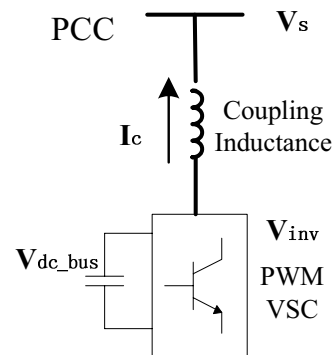 PCC
Vs
Coupling
Inductance
Ic
Vinv
Vdc_bus
PWM
VSC